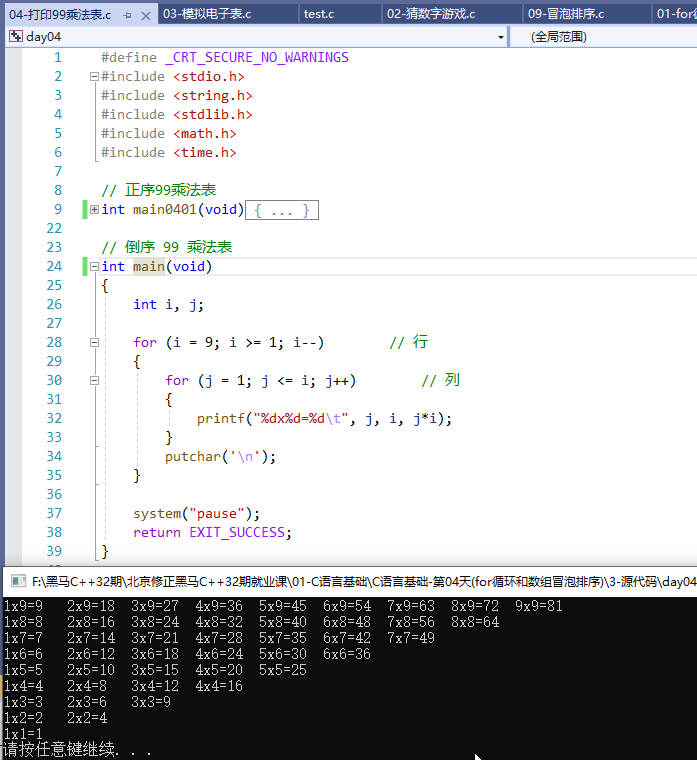 04-打印99乘法表.c 03-模拟电子表.c test.c 02-猜数字游戏.c 09-冒泡排序.c
day04 (全局范围)
1 #define _CRT_SECURE_NO_WARNINGS
2 #include <stdio.h>
3 #include <string.h>
4 #include <stdlib.h>
5 #include <math.h>
6 #include <time.h>
7
8 // 正序99乘法表
9 int main0401(void){ ... }
22
23 // 倒序 99 乘法表
24 int main(void)
25 {
26 int i, j;
27
28 for (i = 9; i >= 1; i--) // 行
29 {
30 for (j = 1; j <= i; j++) // 列
31 {
32 printf("%dx%d=%d\t", j, i, j*i);
33 }
34 putchar('\n');
35 }
36
37 system("pause");
38 return EXIT_SUCCESS;
39 }
F:\黑马C++32期\北京修正黑马C++32期就业课\01-C语言基础\C语言基础-第04天(for循环和数组冒泡排序)\3-源代码\day04
1x9=9 2x9=18 3x9=27 4x9=36 5x9=45 6x9=54 7x9=63 8x9=72 9x9=81
1x8=8 2x8=16 3x8=24 4x8=32 5x8=40 6x8=48 7x8=56 8x8=64
1x7=7 2x7=14 3x7=21 4x7=28 5x7=35 6x7=42 7x7=49
1x6=6 2x6=12 3x6=18 4x6=24 5x6=30 6x6=36
1x5=5 2x5=10 3x5=15 4x5=20 5x5=25
1x4=4 2x4=8 3x4=12 4x4=16
1x3=3 2x3=6 3x3=9
1x2=2 2x2=4
1x1=1
请按任意键继续. . .